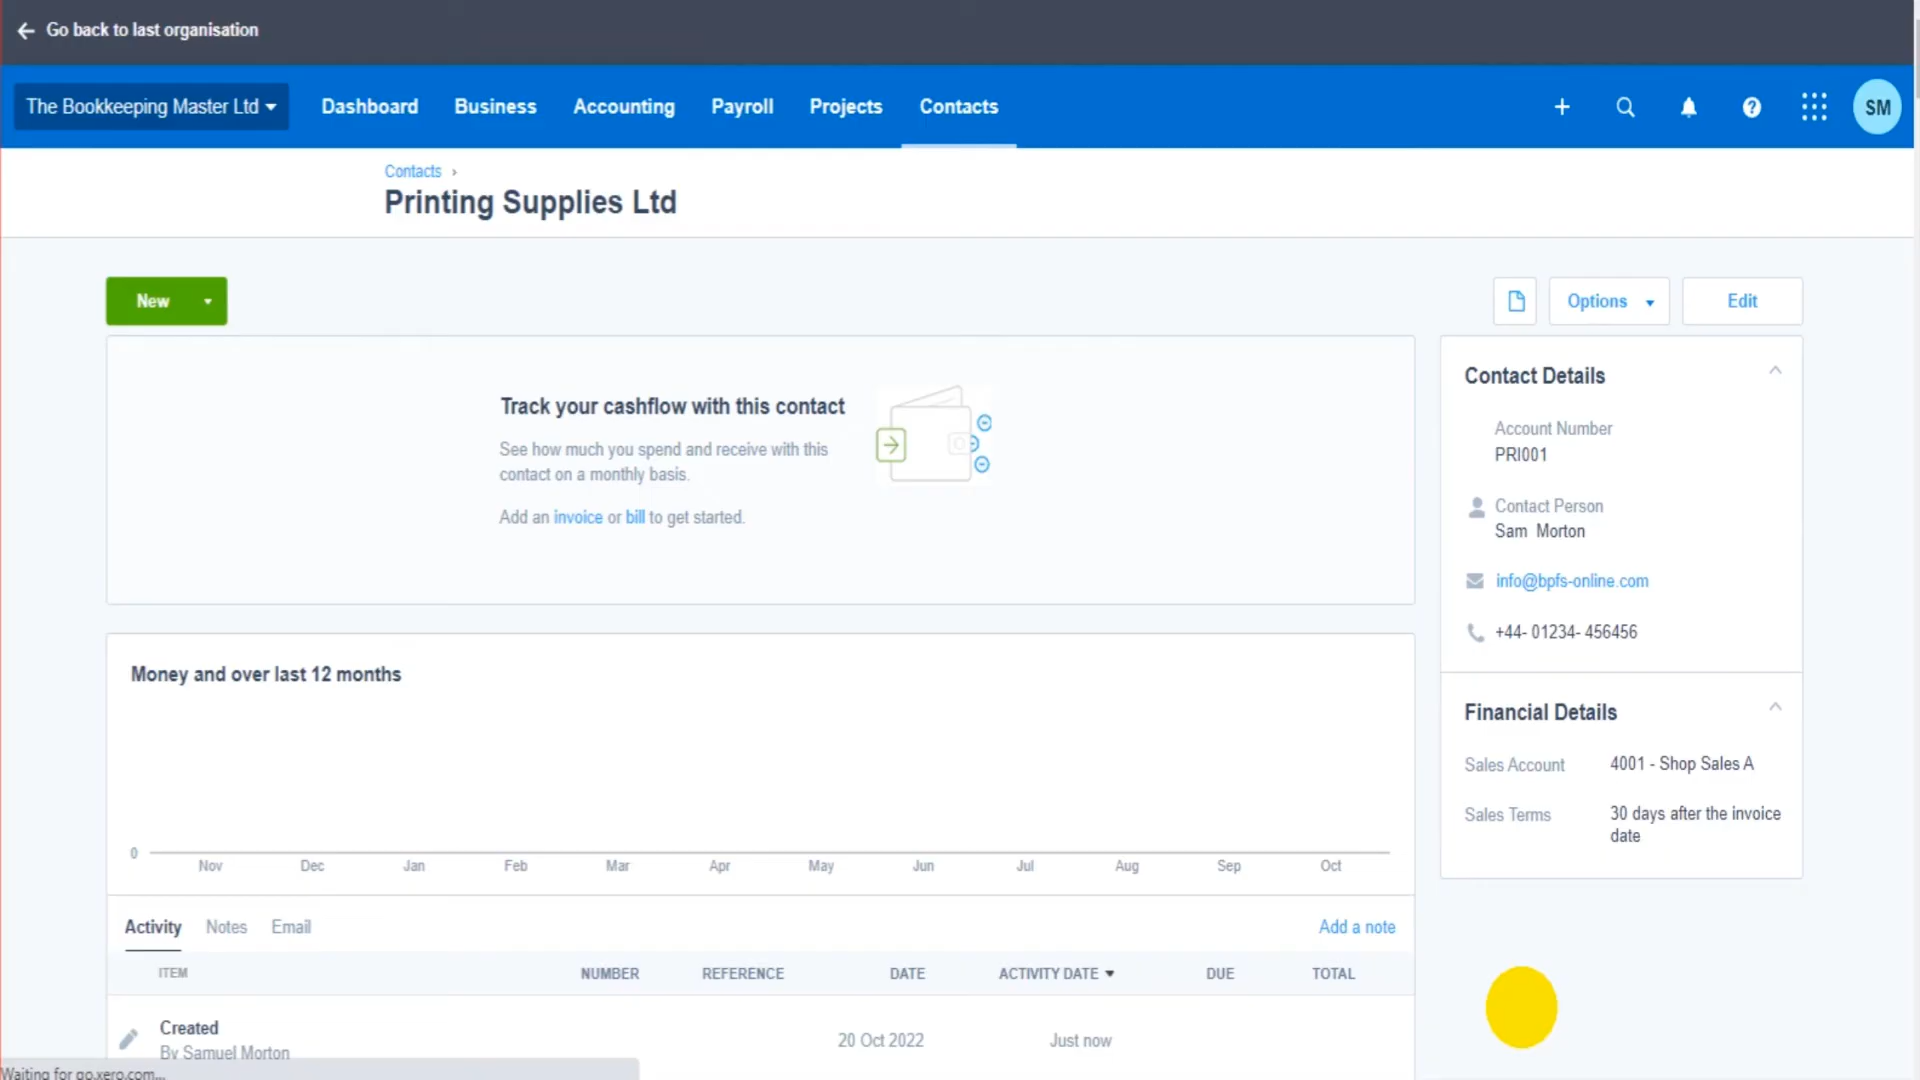 Go back to last organisation
The Bookkeeping Master Ltd
Dashboard
Business
Accounting
Payroll
Projects
Contacts
SM
Contacts ›
Printing Supplies Ltd
New
Options
Edit
Track your cashflow with this contact
See how much you spend and receive with this
contact on a monthly basis.
Add an invoice or bill to get started.
Contact Details
Account Number
PRI001
Contact Person
Sam Morton
info@bpfs-online.com
+44- 01234- 456456
Money and over last 12 months
0
Nov Dec Jan Feb Mar Apr May Jun Jul Aug Sep Oct
Financial Details
Sales Account 4001 - Shop Sales A
Sales Terms 30 days after the invoice
date
Activity Notes Email
Add a note
ITEM NUMBER REFERENCE DATE ACTIVITY DATE DUE TOTAL
Created
By Samuel Morton
20 Oct 2022
Just now
Waiting for go.xero.com...